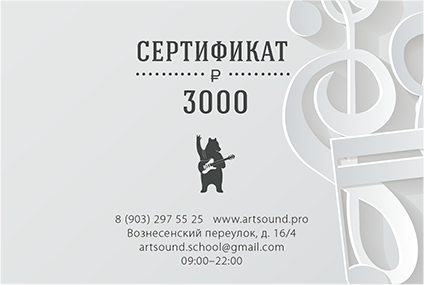 СЕРТИФИКАТ
₽
3000
8 (903) 297 55 25 www.artsound.pro
Вознесенский переулок, д. 16/4
artsound.school@gmail.com
09:00–22:00